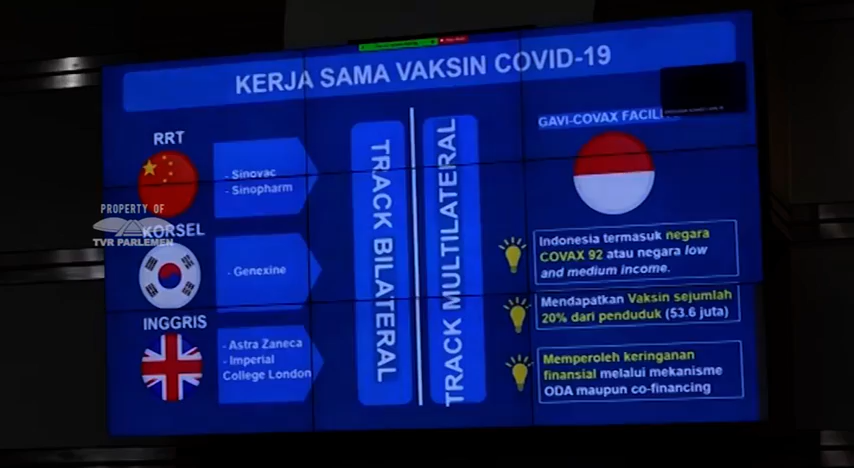 KERJA SAMA VAKSIN COVID-19
RRT
- Sinovac
- Sinopharm
PROPERTY OF
TVR PARLEMEN
KORSEL
- Genexine
INGGRIS
- Astra Zaneca
- Imperial
College London
TRACK BILATERAL
TRACK MULTILATERAL
GAVI-COVAX
Indonesia termasuk negara
COVAX 92 atau negara low
and medium income.
Mendapatkan Vaksin sejumlah
20% dari penduduk (53.6 juta)
Memperoleh keringanan
finansial melalui mekanisme
ODA maupun co-financing